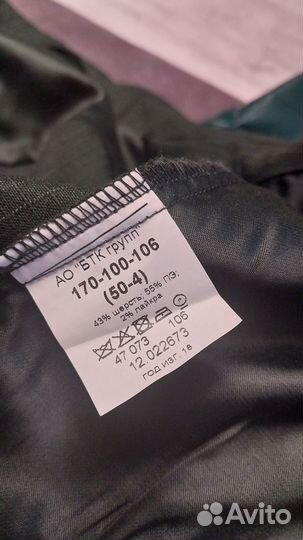 АО "БТК групп"
170-100-106
(50-4)
43% шерсть, 55% ПЭ,
2% лайкра
47 073 106
12.022673
ГОД ИЗГ. 18
Avito